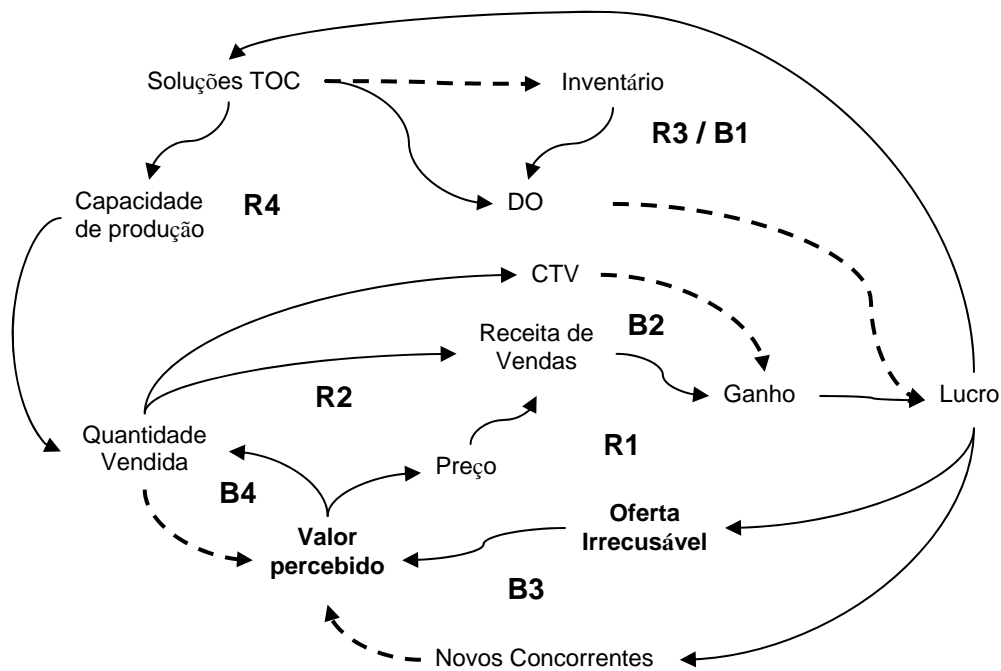 Soluções TOC
Inventário
R3 / B1
Capacidade
de produção
R4
DO
CTV
Receita de
Vendas
B2
R2
Ganho
Lucro
Quantidade
Vendida
Preço
R1
B4
Valor
percebido
Oferta
Irrecusável
B3
Novos Concorrentes